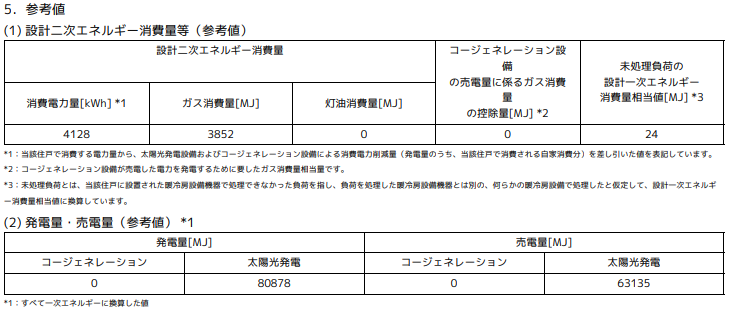 5．参考値
(1) 設計二次エネルギー消費量等（参考値）
設計二次エネルギー消費量
コージェネレーション設
備
の売電量に係るガス消費
量
の控除量[MJ] *2
未処理負荷の
設計一次エネルギー
消費量相当値[MJ] *3
消費電力量[kWh] *1
ガス消費量[MJ]
灯油消費量[MJ]
4128
3852
0
0
24
*1：当該住戸で消費する電力量から、太陽光発電設備およびコージェネレーション設備による消費電力削減量（発電量のうち、当該住戸で消費される自家消費分）を差し引いた値を表記しています。
*2：コージェネレーション設備が売電した電力を発電するために要したガス消費量相当量です。
*3：未処理負荷とは、当該住戸に設置された暖冷房設備機器で処理できなかった負荷を指し、負荷を処理した暖冷房設備機器とは別の、何らかの暖冷房設備で処理したと仮定して、設計一次エネルギ
ー消費量相当値に換算しています。
(2) 発電量・売電量（参考値） *1
発電量[MJ]
売電量[MJ]
コージェネレーション
太陽光発電
コージェネレーション
太陽光発電
0
80878
0
63135
*1：すべて一次エネルギーに換算した値